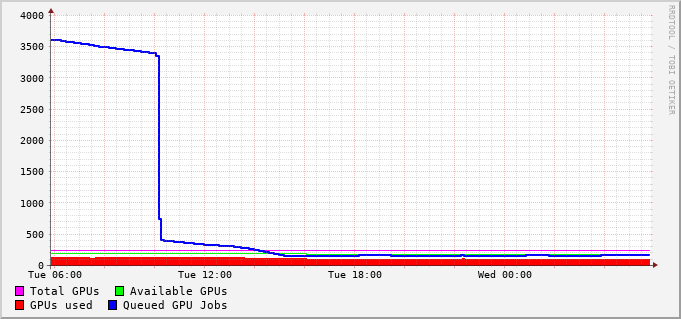 RRDTOOL / TOBI OETIKER
4000
3500
3000
2500
2000
1500
1000
500
0
Tue 06:00 Tue 12:00 Tue 18:00 Wed 00:00
Total GPUs Available GPUs
GPUs used Queued GPU Jobs